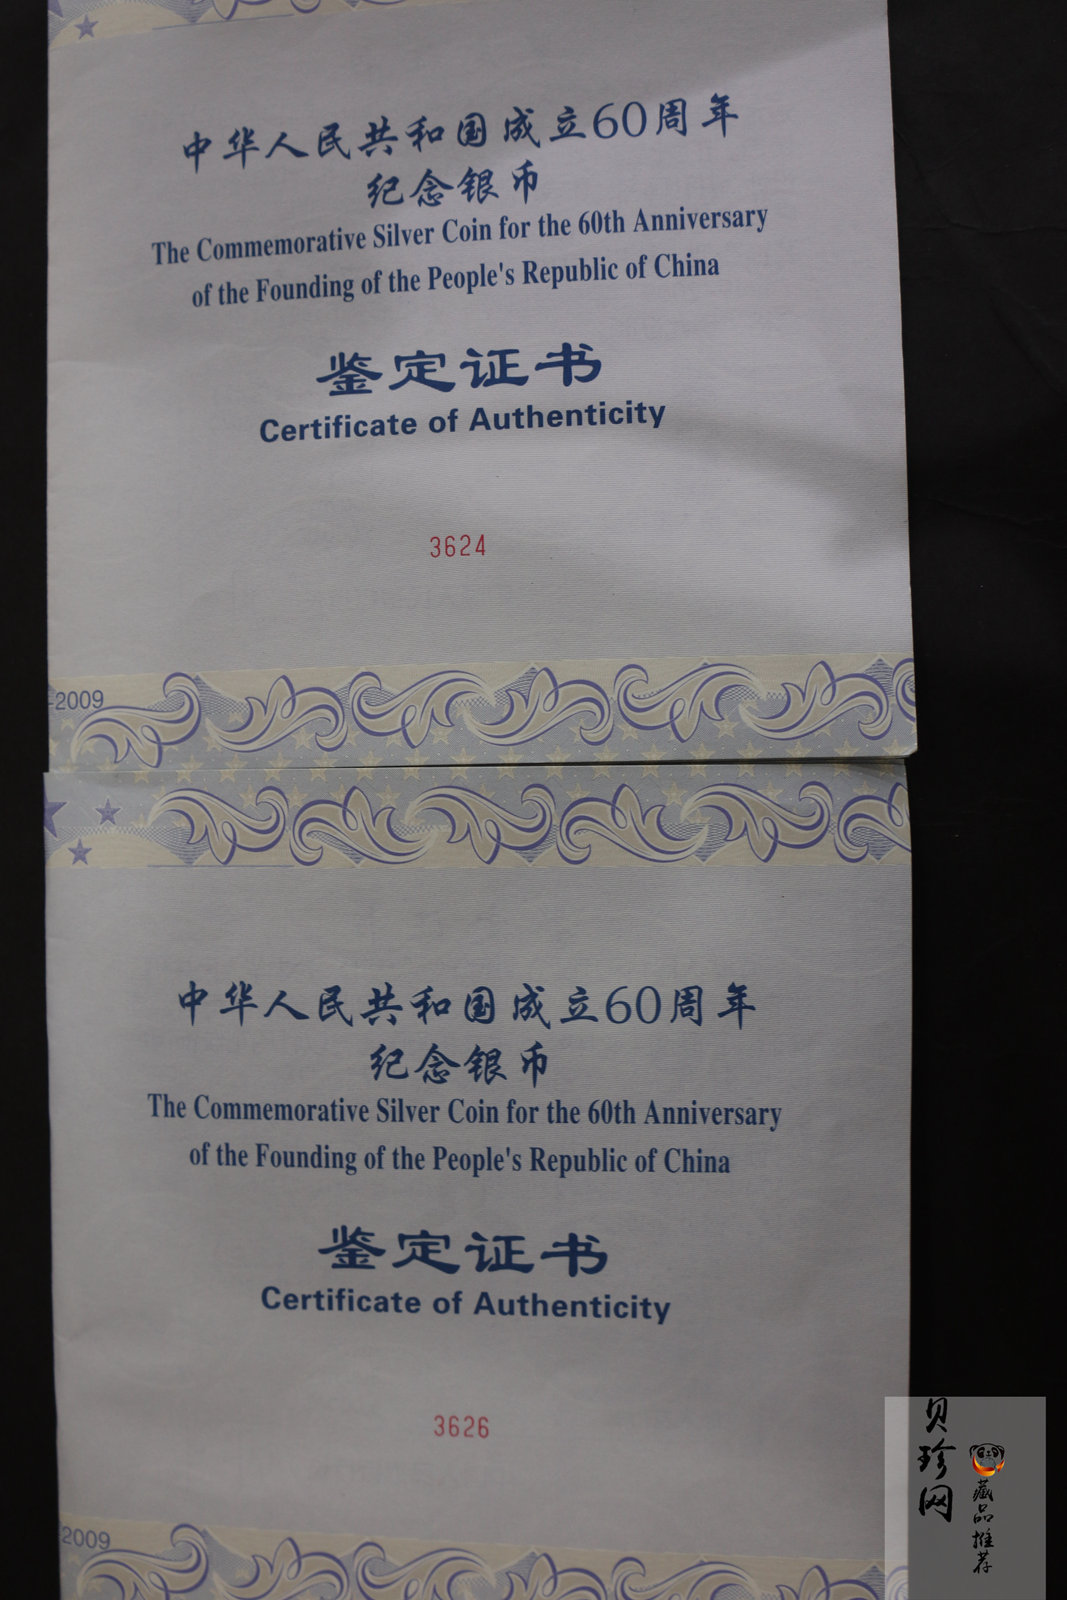 中华人民共和国成立60周年
纪念银币
The Commemorative Silver Coin for the 60th Anniversary
of the Founding of the People's Republic of China
鉴定证书
Certificate of Authenticity
3624
-2009
中华人民共和国成立60周年
纪念银币
The Commemorative Silver Coin for the 60th Anniversary
of the Founding of the People's Republic of China
鉴定证书
Certificate of Authenticity
3626
2009
贝珍网
藏品推荐